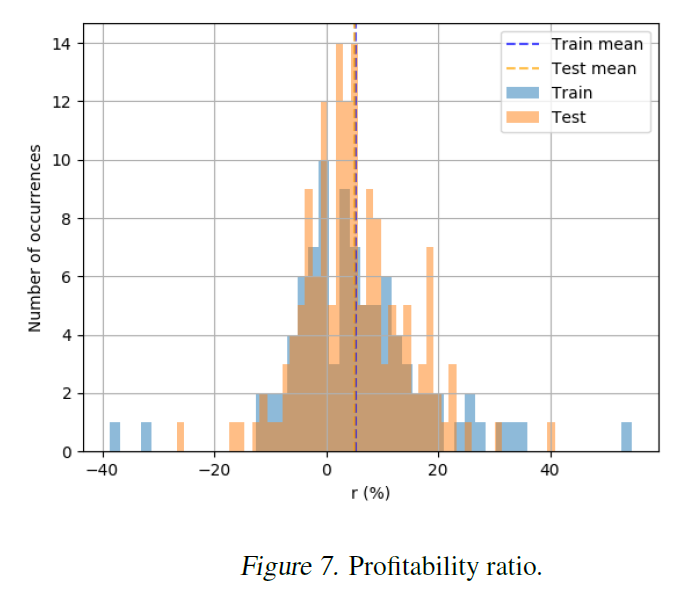 Train mean
Test mean
Train
Test
14
12
10
8
6
4
2
0
Number of occurrences
−40
−20
0
20
40
r (%)
Figure 7. Profitability ratio.